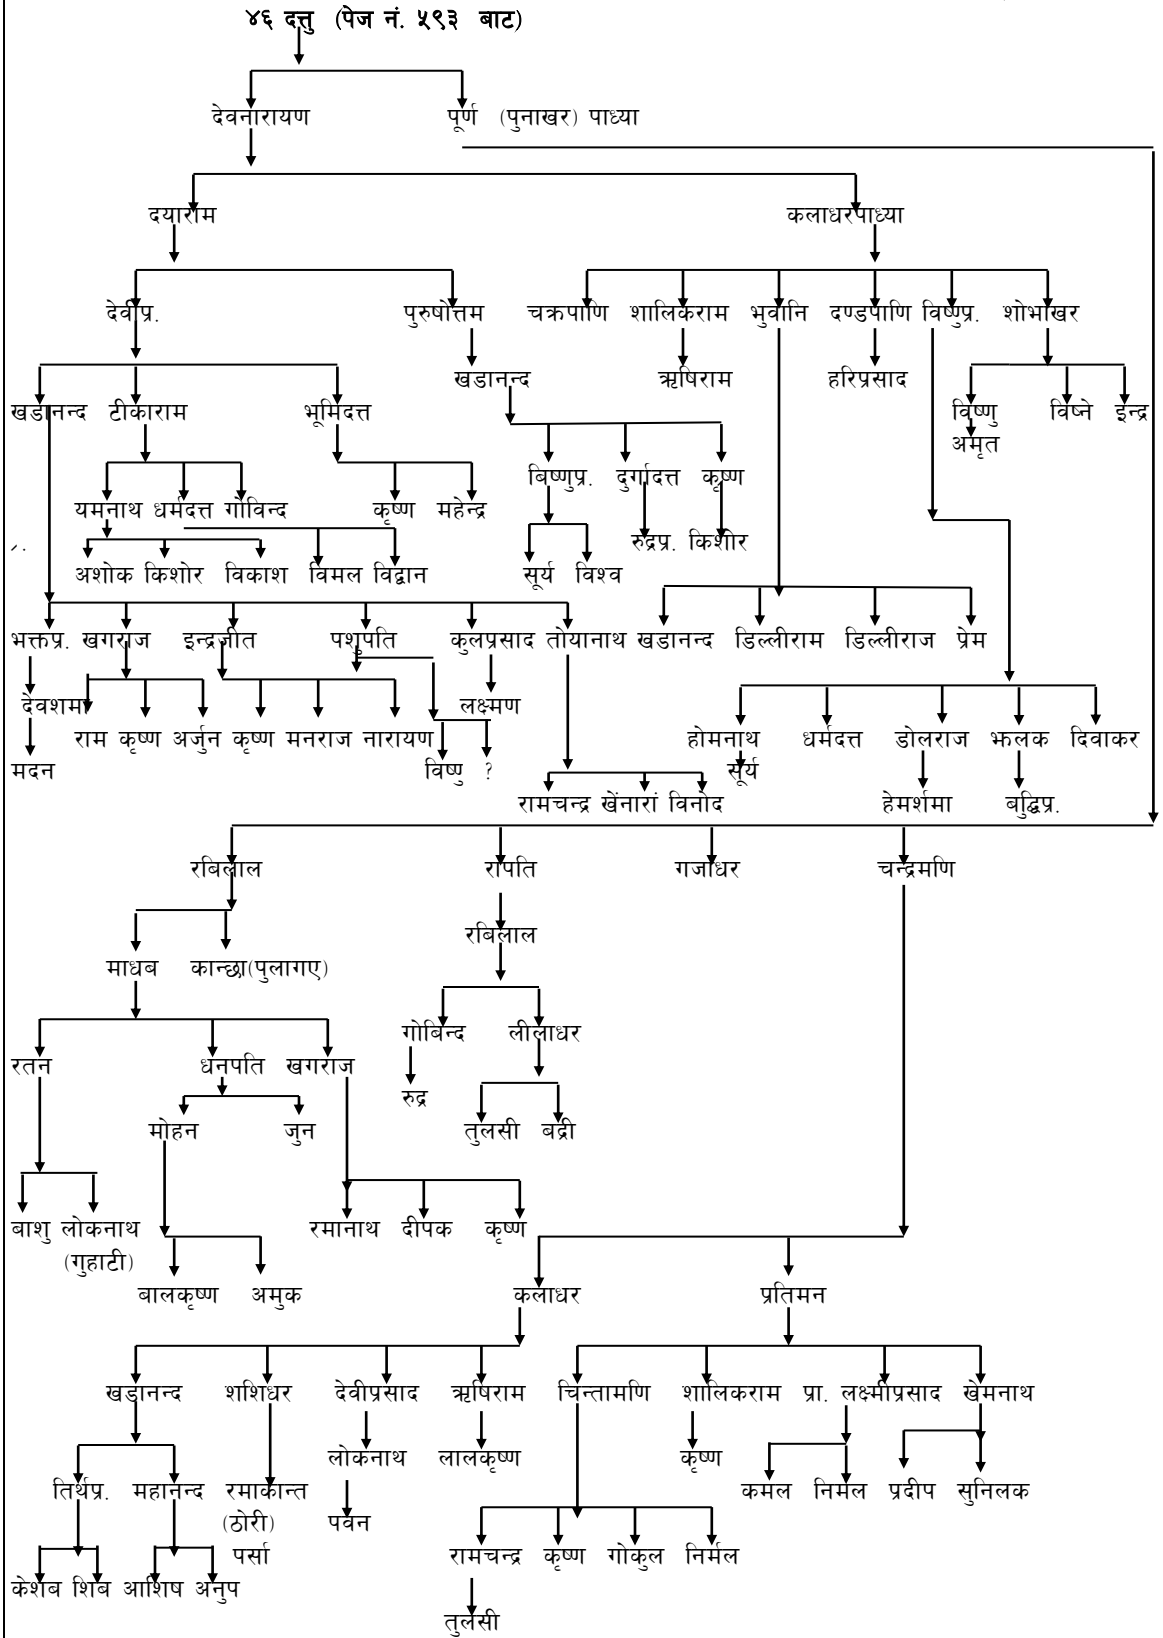 ४६ दत्तु (पेज नं. ५९३ बाट)
देवनारायण पूर्ण (पुनाखर) पाध्या
दयाराम कलाधरपाध्या
देवीप्र. पुरुषोत्तम चक्रपाणि शालिकराम भुवानि दण्डपाणि विष्णुप्र. शोभाखर
खडानन्द ऋषिराम हरिप्रसाद
खडानन्द टीकाराम भूमिदत्त विष्णु विष्ने इन्द्र
अमृत
बिष्णुप्र. दुर्गादत्त कृष्ण
यमनाथ धर्मदत्त गोविन्द कृष्ण महेन्द्र
रुद्रप्र. किशोर
अशोक किशोर विकाश विमल विद्वान सूर्य विश्व
भक्तप्र. खगराज इन्द्रजीत पशुपति कुलप्रसाद तोयानाथ खडानन्द डिल्लीराम डिल्लीराज प्रेम
देवशर्मा लक्ष्मण
राम कृष्ण अर्जुन कृष्ण मनराज नारायण होमनाथ धर्मदत्त डोलराज झलक दिवाकर
मदन विष्णु ? सूर्य
रामचन्द्र खेंनारां विनोद हेमर्शमा बुद्धिप्र.
रबिलाल रापति गजाधर चन्द्रमणि
रबिलाल
माधब कान्छा(पुलागए)
गोबिन्द लीलाधर
रतन धनपति खगराज
रुद्र
मोहन जुन तुलसी बद्री
बाशु लोकनाथ रमानाथ दीपक कृष्ण
(गुहाटी)
बालकृष्ण अमुक कलाधर प्रतिमन
खडानन्द शशिधर देवीप्रसाद ऋषिराम चिन्तामणि शालिकराम प्रा. लक्ष्मीप्रसाद खेमनाथ
लोकनाथ लालकृष्ण कृष्ण
तिर्थप्र. महानन्द रमाकान्त कमल निर्मल प्रदीप सुनिलक
(ठोरी) पवन
पर्सा रामचन्द्र कृष्ण गोकुल निर्मल
केशब शिब आशिष अनुप
तुलसी